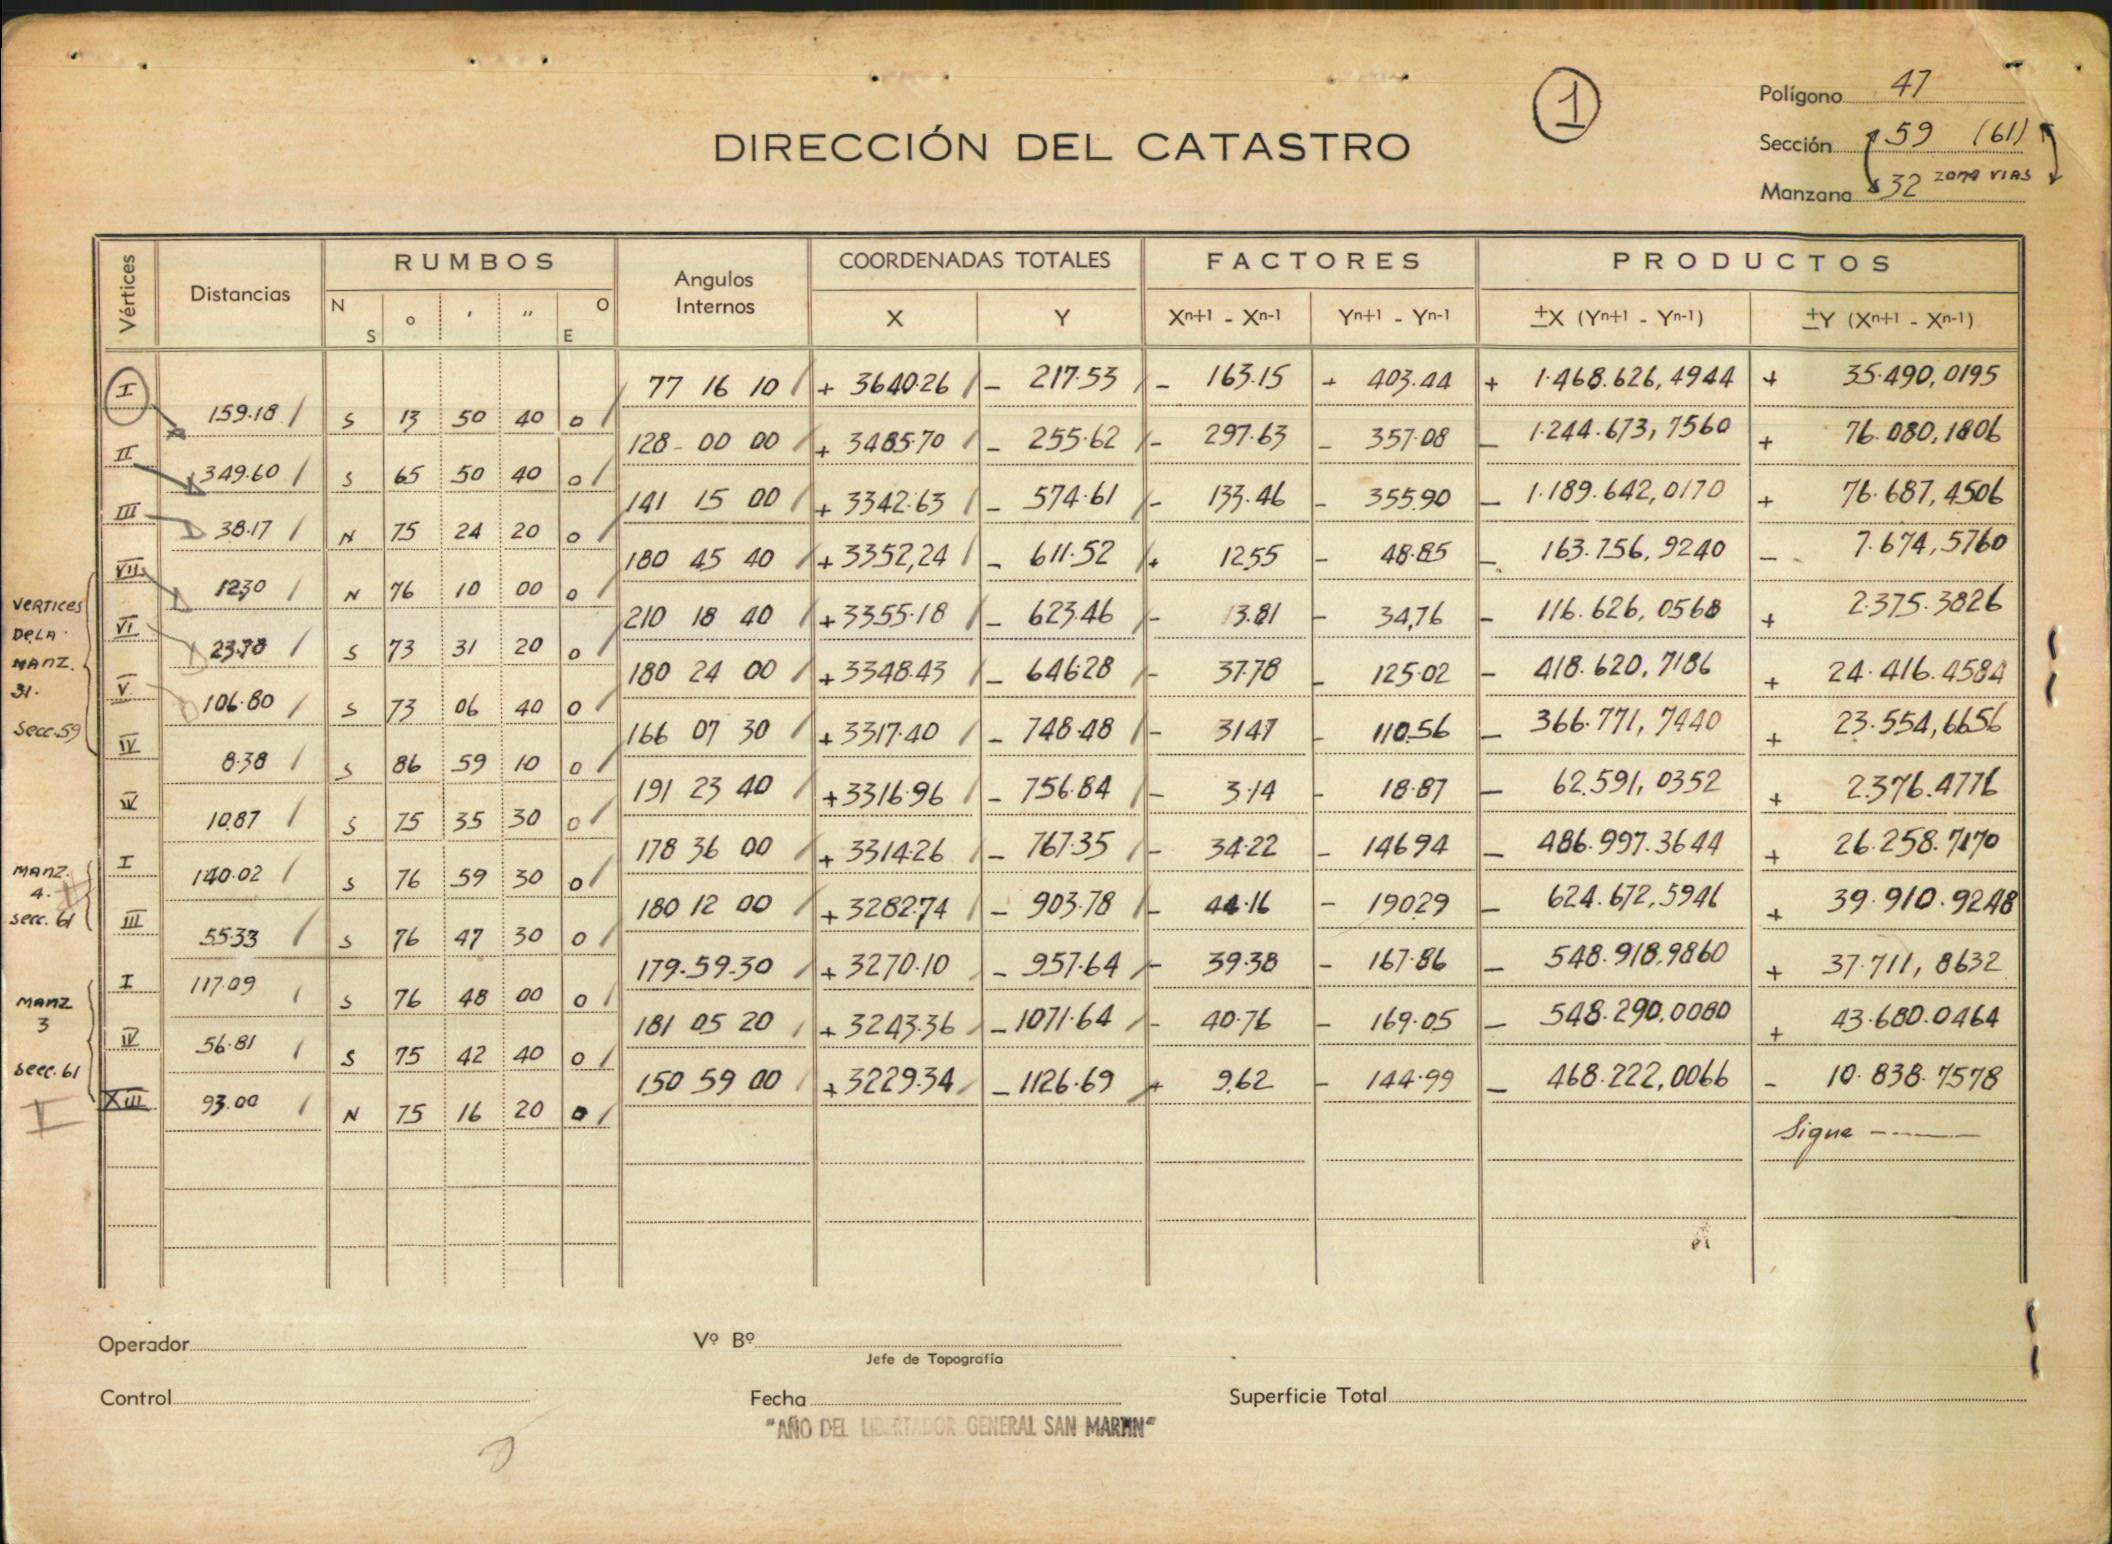 1
Polígono 47
Sección 59 (61)
Manzana 32 ZONA VIAS
DIRECCIÓN DEL CATASTRO
Vértices Distancias RUMBOS Angulos Internos COORDENADAS TOTALES FACTORES PRODUCTOS
N S o ′ ″ O E X Y Xn+1 - Xn-1 Yn+1 - Yn-1 ±X (Yn+1 - Yn-1) ±Y (Xn+1 - Xn-1)
I 77 16 10 + 3640.26 - 217.53 - 163.15 + 403.44 + 1.468.626,4944 + 35.490,0195
159.18 S 13 50 40 O
II 128 - 00 00 + 3485.70 - 255.62 - 297.63 - 357.08 - 1.244.673,7560 + 76.080,1806
349.60 S 65 50 40 O
III 141 15 00 + 3342.63 - 574.61 - 133.46 - 355.90 - 1.189.642,0170 + 76.687,4506
38.17 N 75 24 20 O
VII 180 45 40 + 3352,24 - 611.52 + 12.55 - 48.85 - 163.756,9240 - 7.674,5760
12.30 N 76 10 00 O
VI 210 18 40 + 3355.18 - 623.46 - 3.81 - 34,76 - 116.626,0568 + 2.375.3826
23.78 S 73 31 20 O
V 180 24 00 + 3348.43 - 646.28 - 37.78 - 125.02 - 418.620,7186 + 24.416.4584
106.80 S 73 06 40 O
IV 166 07 30 + 3317.40 - 748.48 - 31.47 - 110.56 - 366.771,7440 + 23.554,6656
8.38 S 86 59 10 O
IV 191 23 40 + 3316.96 - 756.84 - 3.14 - 18.87 - 62.591,0352 + 2.376.4776
10.87 S 75 35 30 O
I 178 36 00 + 3314.26 - 767.35 - 34.22 - 146.94 - 486.997.3644 + 26.258.7170
140.02 S 76 59 30 O
III 180 12 00 + 3282.74 - 903.78 - 44.16 - 190.29 - 624.672,5946 + 39.910.9248
55.33 S 76 47 30 O
I 179-59-30 + 3270.10 - 957.64 - 39.38 - 167.86 - 548.918.9860 + 37.711,8632
117.09 S 76 48 00 O
IV 181 05 20 + 3243.36 - 1071.64 - 40.76 - 169.05 - 548.290,0080 + 43.680.0464
56.81 S 75 42 40 O
XIII 150 59 00 + 3229.34 - 1126.69 + 9.62 - 144.99 - 468.222,0066 - 10.838.7578
93.00 N 75 16 20 O
Sigue
VERTICES
DE LA
MANZ.
31.
secc. 59
MANZ.
4.
secc. 61
MANZ
3
secc. 61
I
Operador
Vº Bº
Jefe de Topografía
Control
Fecha
Superficie Total
"AÑO DEL LIBERTADOR GENERAL SAN MARTIN"